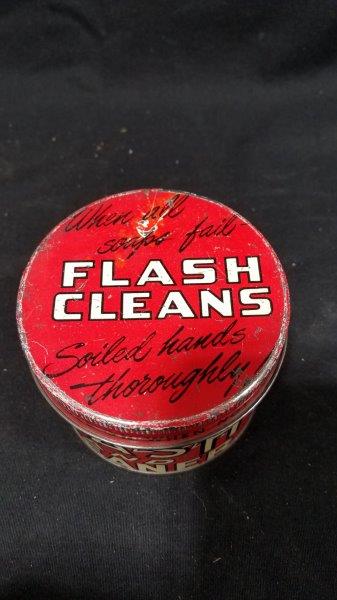 When all
soaps fail-
FLASH
CLEANS
Soiled hands
thoroughly!